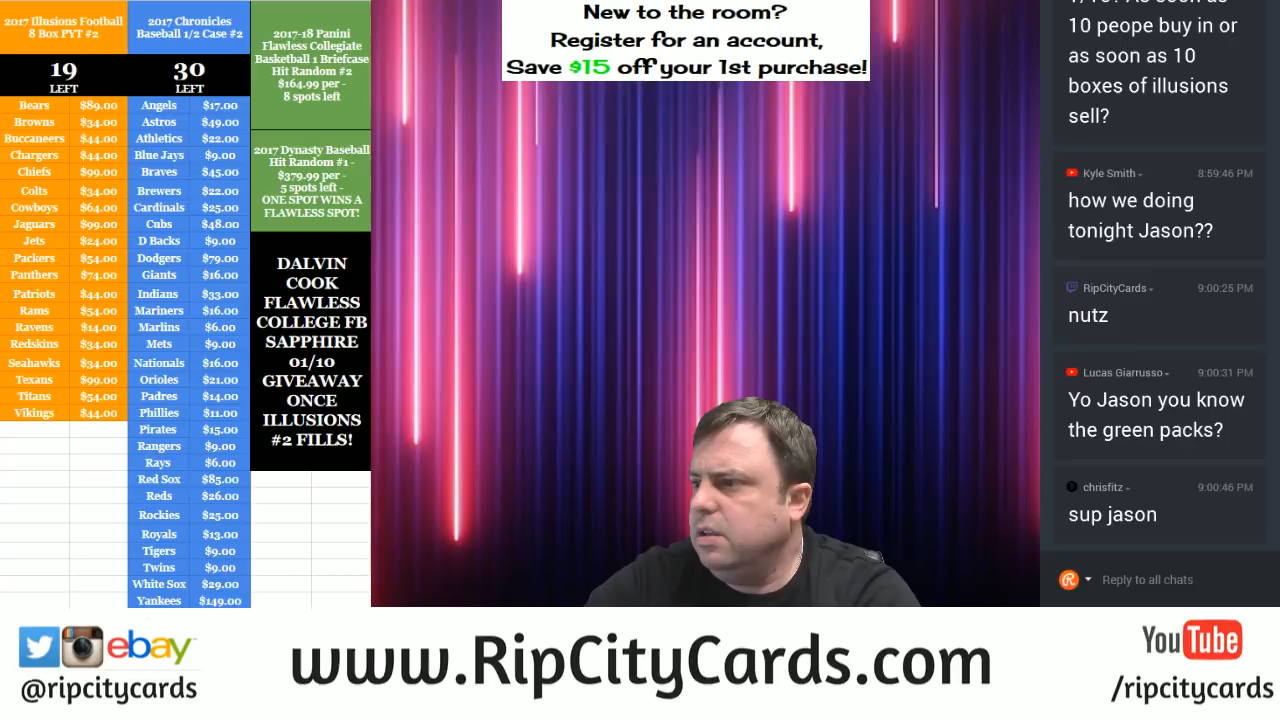 2017 Illusions Football
8 Box PYT #2
19
LEFT
Bears $89.00
Browns $34.00
Buccaneers $44.00
Chargers $44.00
Chiefs $99.00
Colts $34.00
Cowboys $64.00
Jaguars $99.00
Jets $24.00
Packers $54.00
Panthers $74.00
Patriots $44.00
Rams $54.00
Ravens $14.00
Redskins $34.00
Seahawks $34.00
Texans $99.00
Titans $54.00
Vikings $44.00
2017 Chronicles
Baseball 1/2 Case #2
30
LEFT
Angels $17.00
Astros $49.00
Athletics $22.00
Blue Jays $9.00
Braves $45.00
Brewers $22.00
Cardinals $25.00
Cubs $48.00
D Backs $9.00
Dodgers $79.00
Giants $16.00
Indians $33.00
Mariners $16.00
Marlins $6.00
Mets $9.00
Nationals $16.00
Orioles $21.00
Padres $14.00
Phillies $11.00
Pirates $15.00
Rangers $9.00
Rays $6.00
Red Sox $85.00
Reds $26.00
Rockies $25.00
Royals $13.00
Tigers $9.00
Twins $9.00
White Sox $29.00
Yankees $149.00
2017-18 Panini
Flawless Collegiate
Basketball 1 Briefcase
Hit Random #2
$164.99 per -
8 spots left
2017 Dynasty Baseball
Hit Random #1 -
$379.99 per -
5 spots left -
ONE SPOT WINS A
FLAWLESS SPOT!
DALVIN
COOK
FLAWLESS
COLLEGE FB
SAPPHIRE
01/10
GIVEAWAY
ONCE
ILLUSIONS
#2 FILLS!
New to the room?
Register for an account,
Save $15 off your 1st purchase!
10 peope buy in or
as soon as 10
boxes of illusions
sell?
Kyle Smith 8:59:46 PM
how we doing
tonight Jason??
RipCityCards 9:00:25 PM
nutz
Lucas Giarrusso 9:00:31 PM
Yo Jason you know
the green packs?
chrisfitz 9:00:46 PM
sup jason
Reply to all chats
ebay
@ripcitycards
www.RipCityCards.com
YouTube
/ripcitycards